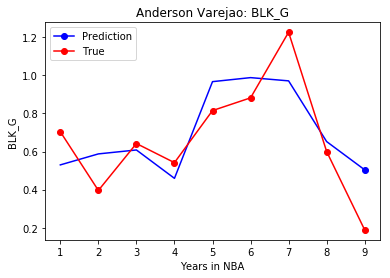 Anderson Varejao: BLK_G
Prediction
True
BLK_G
1.2
1.0
0.8
0.6
0.4
0.2
1 2 3 4 5 6 7 8 9
Years in NBA